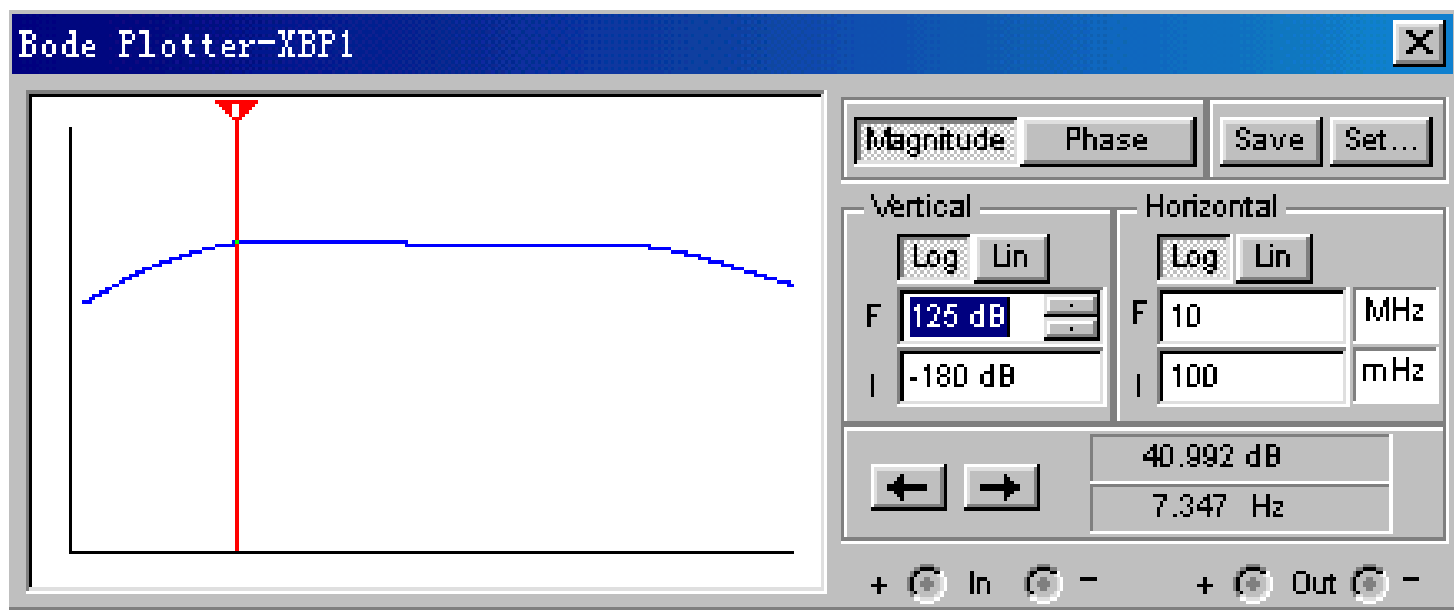 Bode Plotter-XBP1
Magnitude Phase Save Set...
Vertical Horizontal
Log Lin Log Lin
F 125 dB F 10 MHz
I -180 dB I 100 mHz
40.992 dB
7.347 Hz
+ In - + Out -